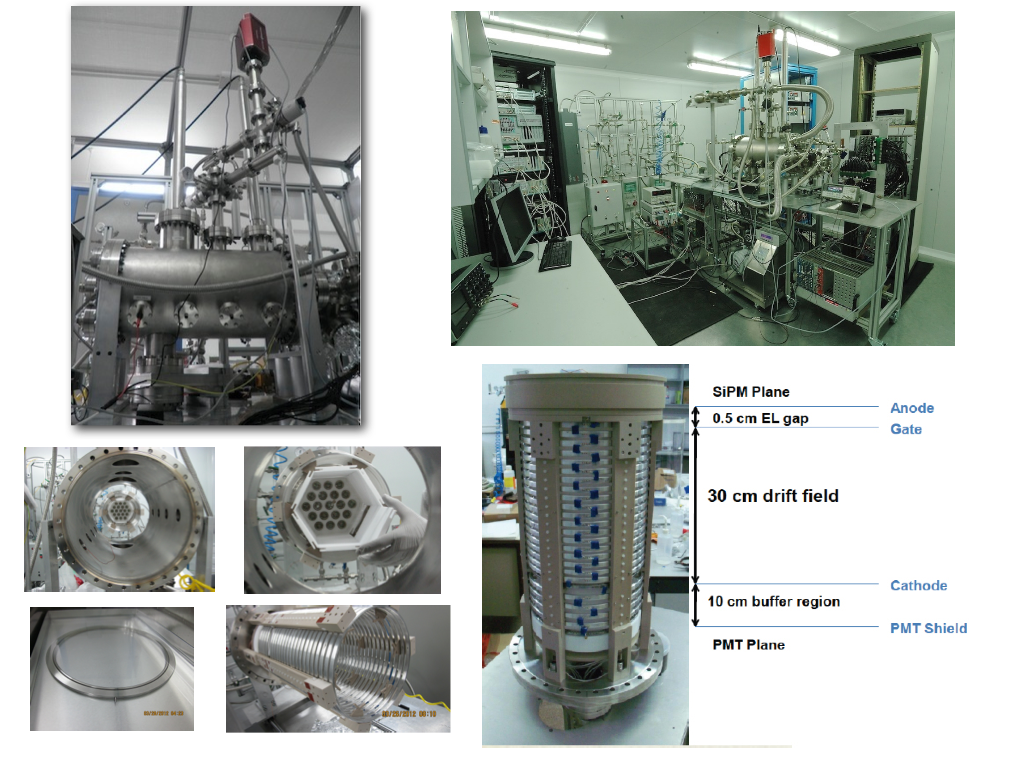 SiPM Plane
Anode
0.5 cm EL gap
Gate
30 cm drift field
Cathode
10 cm buffer region
PMT Shield
PMT Plane